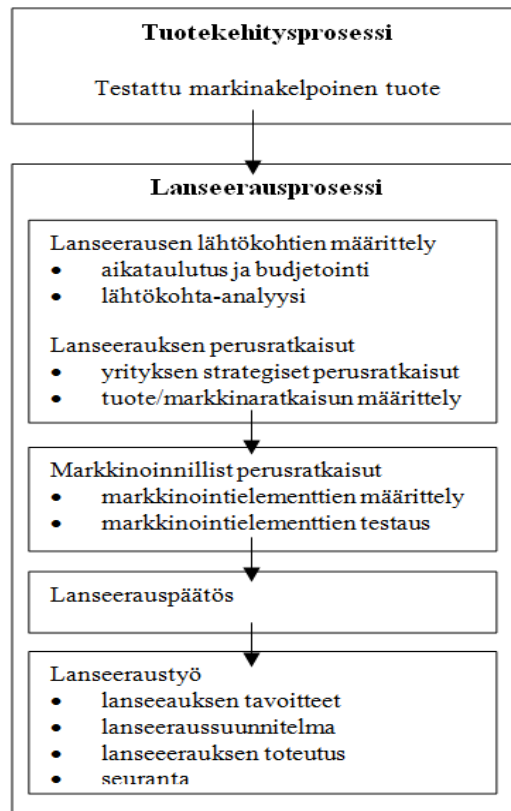 Tuotekehitysprosessi
Testattu markinakelpoinen tuote
Lanseerausprosessi
Lanseerausen lähtökohtien määrittely
• aikataulutus ja budjetointi
• lähtökohta-analyysi
Lanseerauksen perusratkaisut
• yrityksen strategiset perusratkaisut
• tuote/markkinaratkaisun määrittely
Markkinoinnillist perusratkaisut
• markkinointielementtien määrittely
• markkinointielementtien testaus
Lanseerauspäätös
Lanseeraustyö
• lanseeauksen tavoitteet
• lanseeraussuunnitelma
• lanseeerauksen toteutus
• seuranta